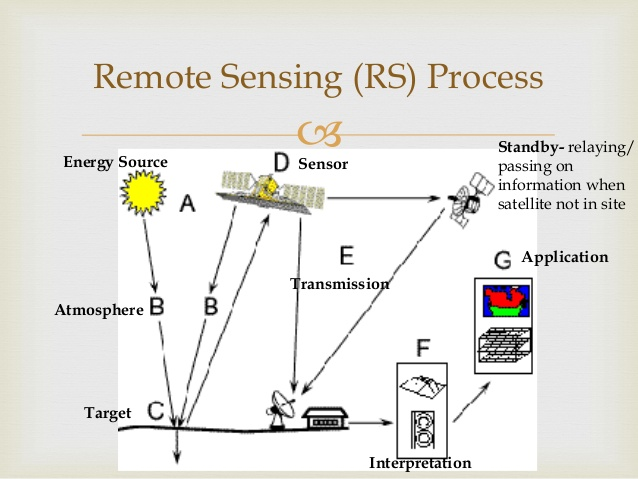 Remote Sensing (RS) Process
Energy Source
D
Sensor
Standby- relaying/
passing on
information when
satellite not in site
A
E
Transmission
G
Application
Atmosphere
B
B
F
Target
C
Interpretation